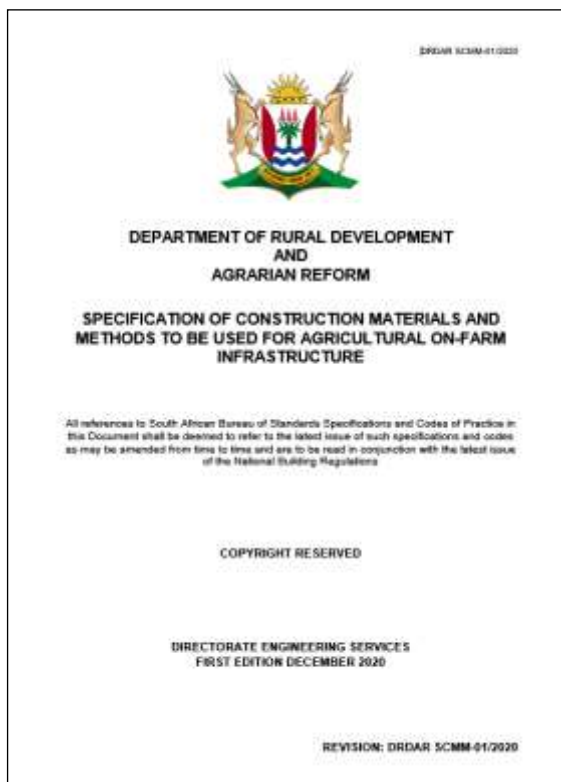 DRDAR SCMM-01/2020
DEPARTMENT OF RURAL DEVELOPMENT
AND
AGRARIAN REFORM
SPECIFICATION OF CONSTRUCTION MATERIALS AND
METHODS TO BE USED FOR AGRICULTURAL ON-FARM
INFRASTRUCTURE
All references to South African Bureau of Standards Specifications and Codes of Practice in
this Document shall be deemed to refer to the latest issue of such specifications and codes
as may be amended from time to time and are to be read in conjunction with the latest issue
of the National Building Regulations
COPYRIGHT RESERVED
DIRECTORATE ENGINEERING SERVICES
FIRST EDITION DECEMBER 2020
REVISION: DRDAR SCMM-01/2020